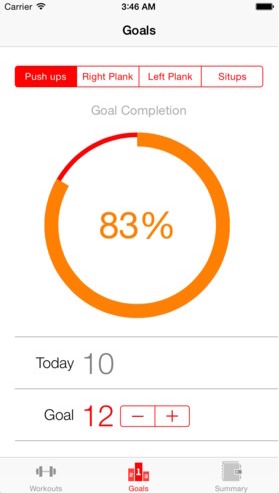 Carrier 3:46 AM
Goals
Push ups Right Plank Left Plank Situps
Goal Completion
83%
Today 10
Goal 12 − +
Workouts Goals Summary